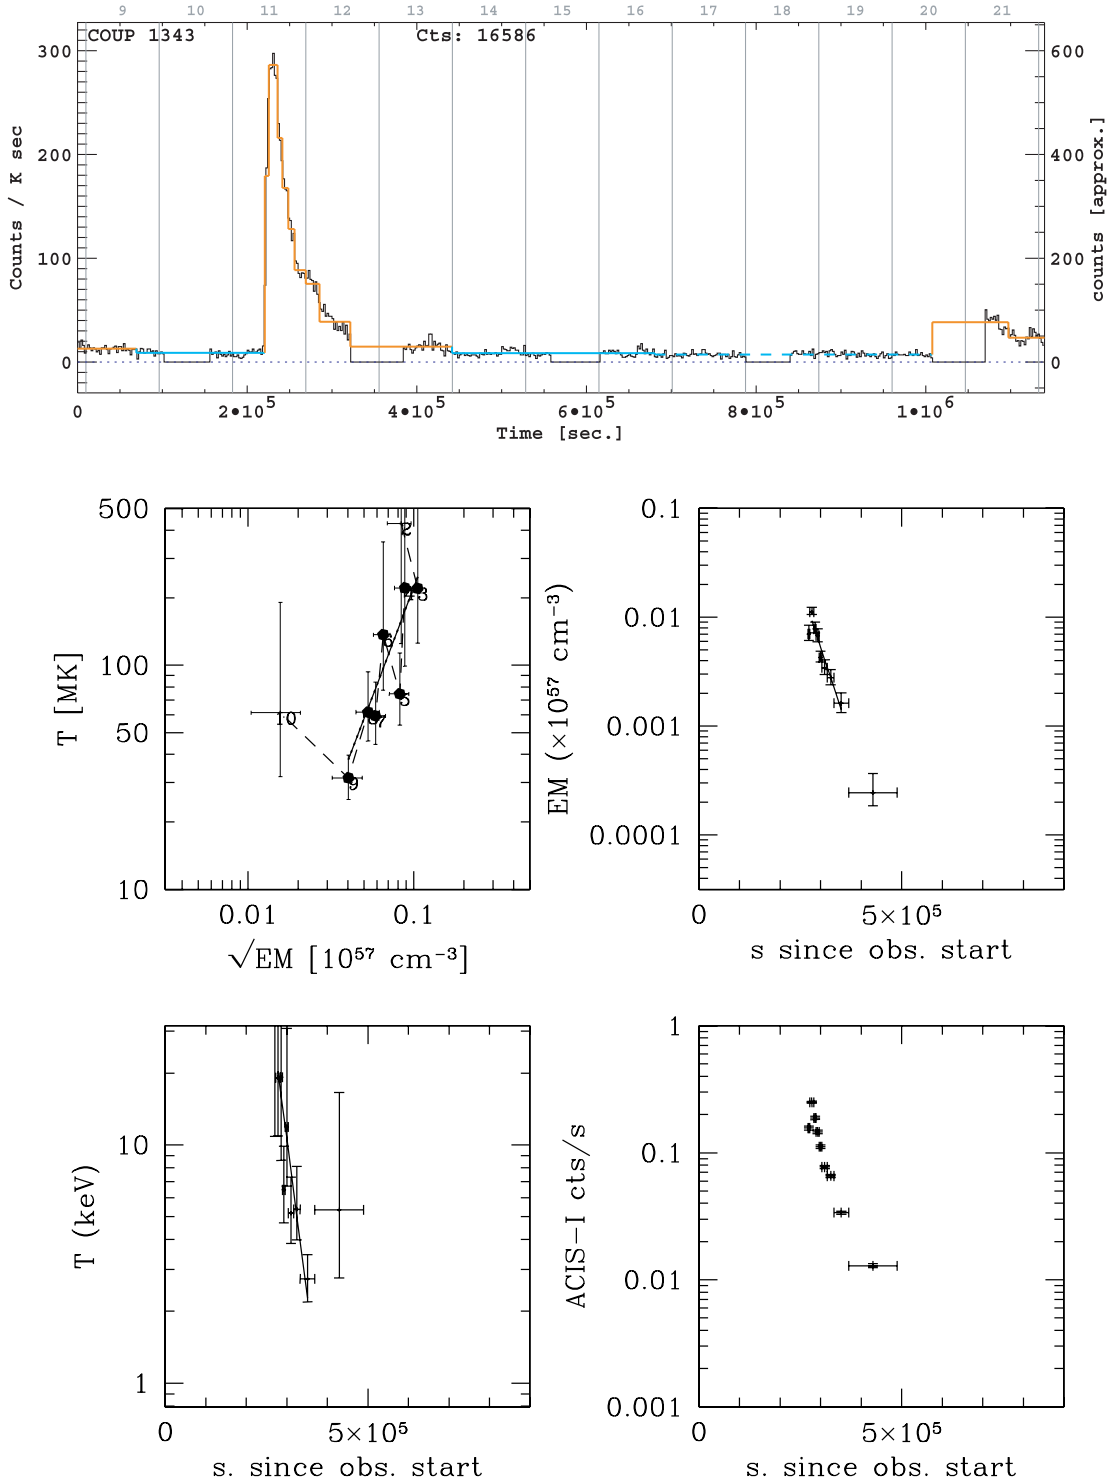 9 10 11 12 13 14 15 16 17 18 19 20 21
COUP 1343 Cts: 16586
300 600
200 400
100 200
0 0
Counts / K sec
counts [approx.]
0 2•10⁵ 4•10⁵ 6•10⁵ 8•10⁵ 1•10⁶
Time [sec.]
500
100
50
10
T [MK]
2
3
5
6
7
9
10
0.01 0.1
√EM [10⁵⁷ cm⁻³]
0.1
0.01
0.001
0.0001
EM (×10⁵⁷ cm⁻³)
0 5×10⁵
s since obs. start
10
1
T (keV)
0 5×10⁵
s. since obs. start
1
0.1
0.01
0.001
ACIS−I cts/s
0 5×10⁵
s. since obs. start